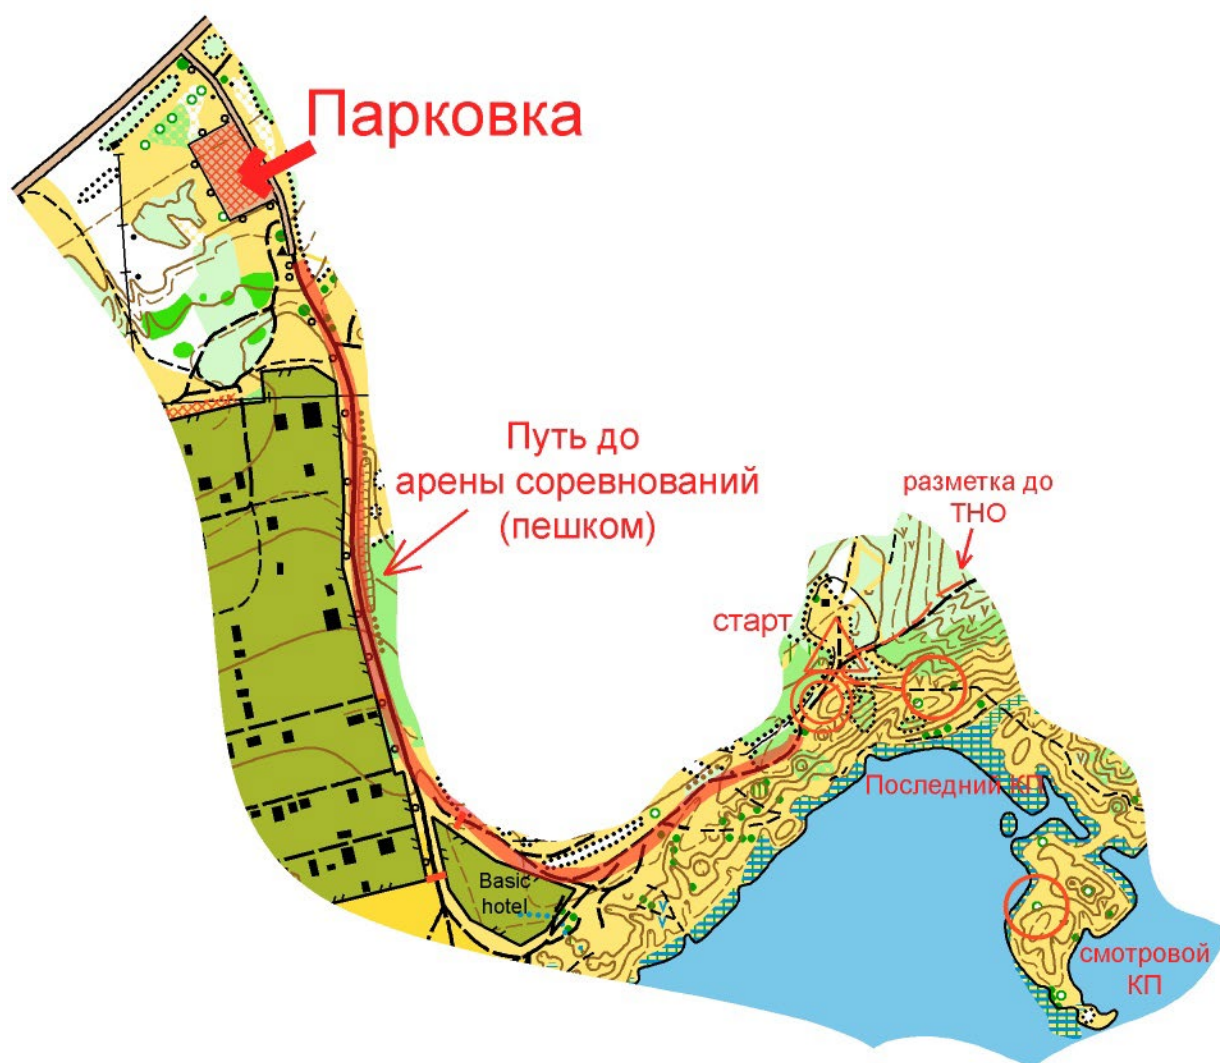 Парковка
Путь до
арены соревнований
(пешком)
разметка до
ТНО
старт
Последний КП
Basic
hotel
смотровой
КП